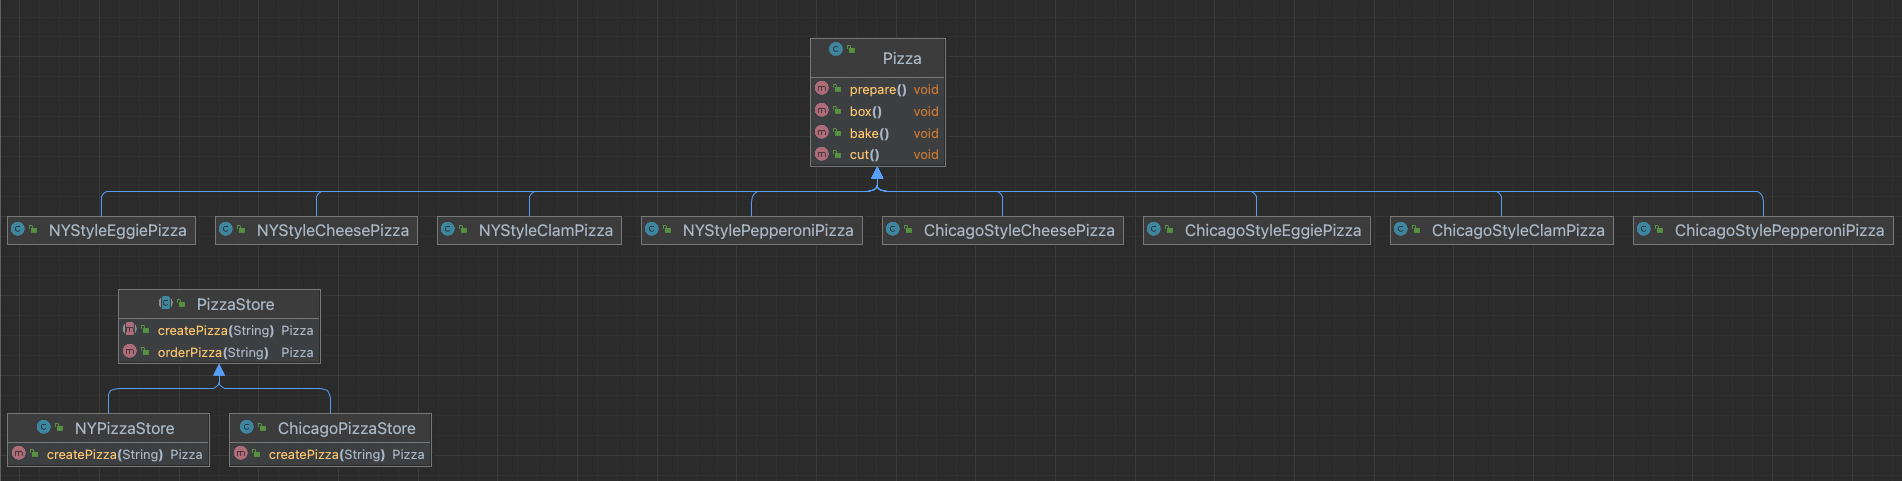 Pizza
prepare() void
box() void
bake() void
cut() void
NYStyleEggiePizza
NYStyleCheesePizza
NYStyleClamPizza
NYStylePepperoniPizza
ChicagoStyleCheesePizza
ChicagoStyleEggiePizza
ChicagoStyleClamPizza
ChicagoStylePepperoniPizza
PizzaStore
createPizza(String) Pizza
orderPizza(String) Pizza
NYPizzaStore
createPizza(String) Pizza
ChicagoPizzaStore
createPizza(String) Pizza